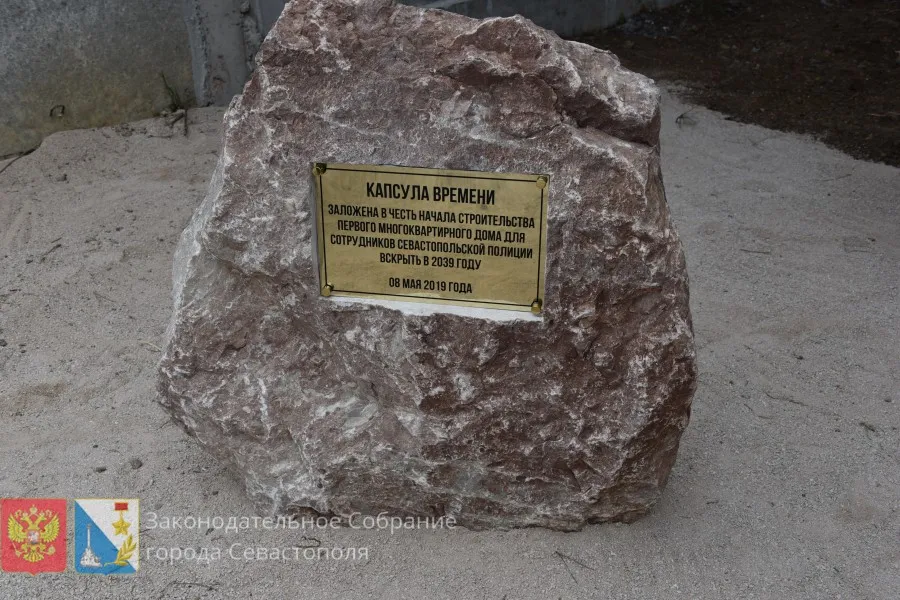 КАПСУЛА ВРЕМЕНИ
ЗАЛОЖЕНА В ЧЕСТЬ НАЧАЛА СТРОИТЕЛЬСТВА
ПЕРВОГО МНОГОКВАРТИРНОГО ДОМА ДЛЯ
СОТРУДНИКОВ СЕВАСТОПОЛЬСКОЙ ПОЛИЦИИ
ВСКРЫТЬ В 2039 ГОДУ
08 МАЯ 2019 ГОДА
Законодательное Собрание
города Севастополя